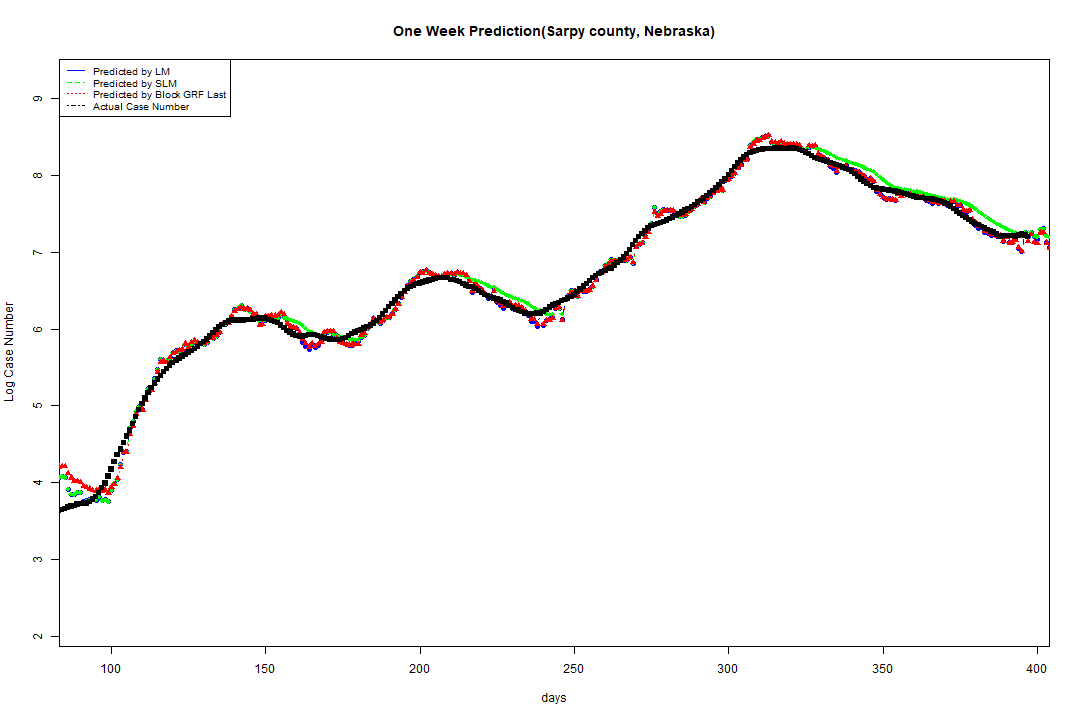 One Week Prediction(Sarpy county, Nebraska)
Predicted by LM
Predicted by SLM
Predicted by Block GRF Last
Actual Case Number
9
8
7
6
5
4
3
2
Log Case Number
100 150 200 250 300 350 400
days